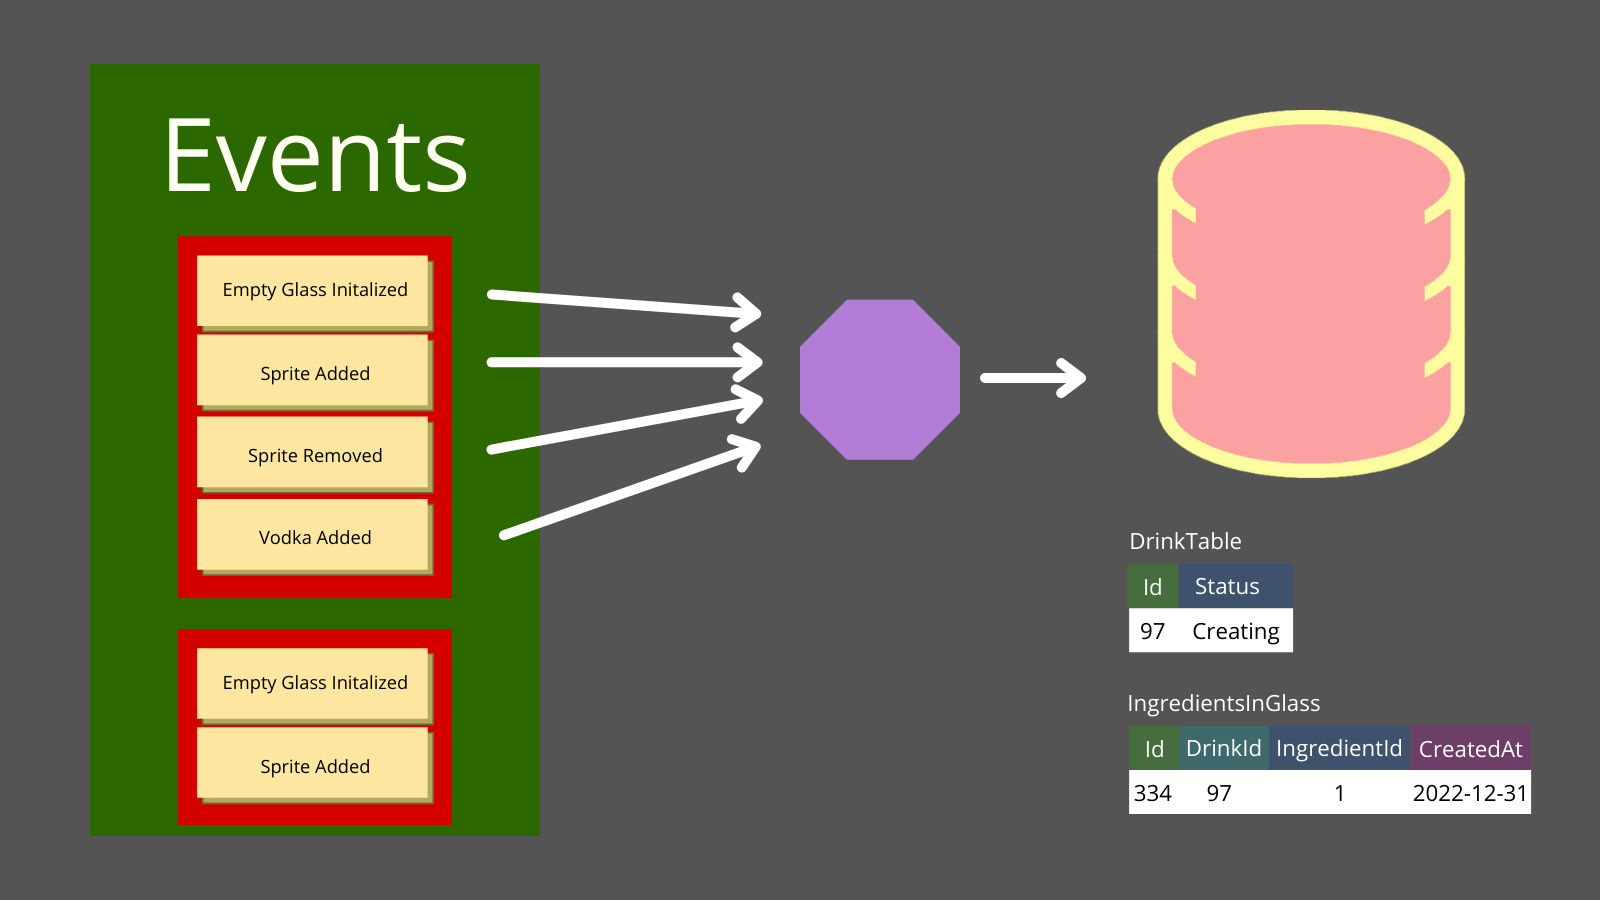 Events
Empty Glass Initalized
Sprite Added
Sprite Removed
Vodka Added
Empty Glass Initalized
Sprite Added
DrinkTable
Id Status
97 Creating
IngredientsInGlass
Id DrinkId IngredientId CreatedAt
334 97 1 2022-12-31